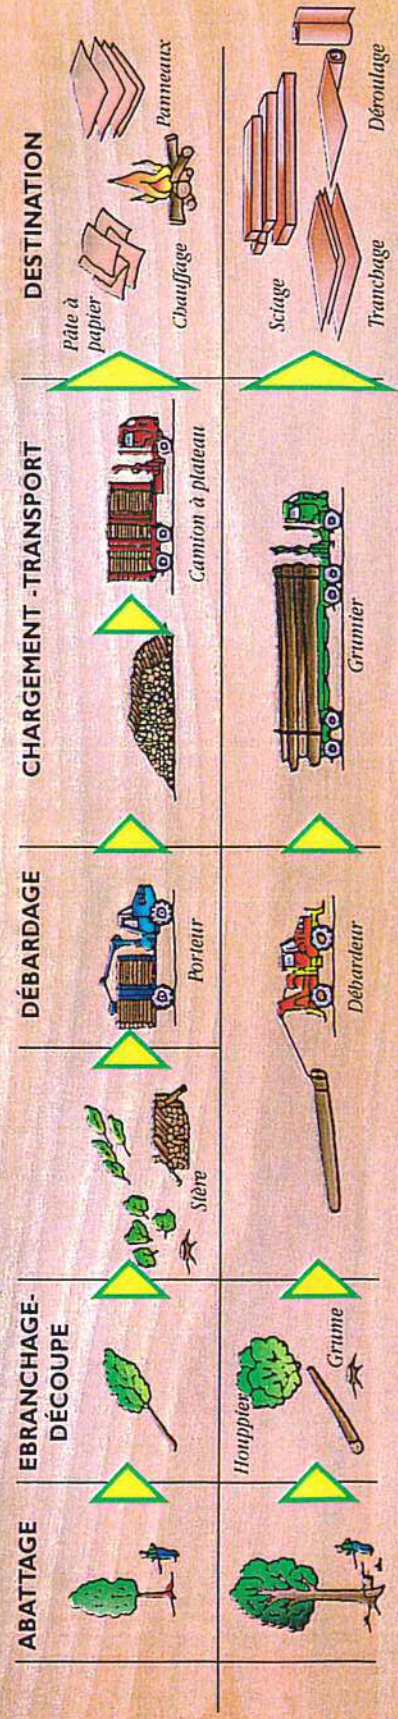 ABATTAGE
EBRANCHAGE-
DÉCOUPE
DÉBARDAGE
CHARGEMENT - TRANSPORT
DESTINATION
Stère
Porteur
Camion à plateau
Pâte à
papier
Chauffage
Panneaux
Houppier
Grume
Débardeur
Grumier
Sciage
Tranchage
Déroulage